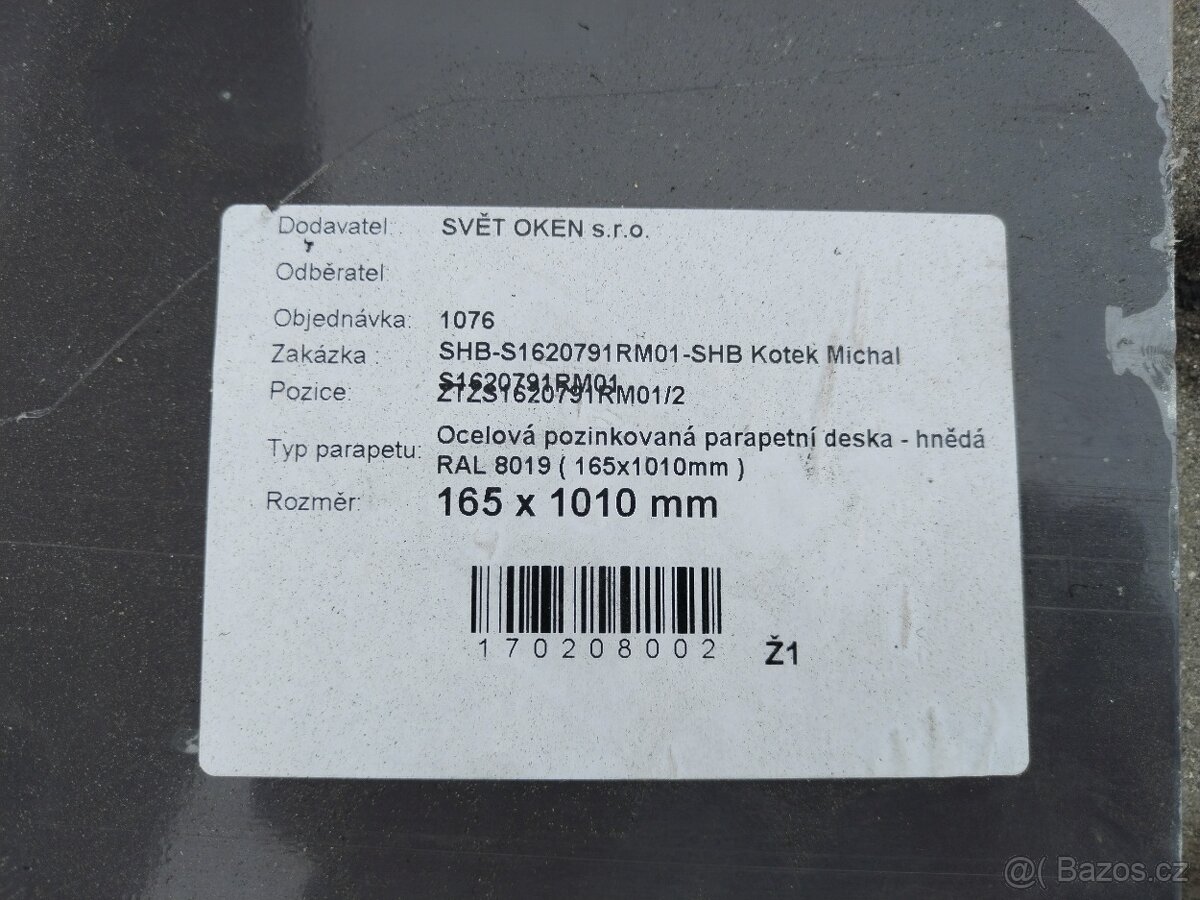 Dodavatel: SVĚT OKEN s.r.o.
Odběratel:
Objednávka: 1076
Zakázka : SHB-S1620791RM01-SHB Kotek Michal
S1620791RM01
Pozice: Z1ZS1620791RM01/2
Typ parapetu: Ocelová pozinkovaná parapetní deska - hnědá
RAL 8019 ( 165x1010mm )
Rozměr: 165 x 1010 mm
170208002
Ž1
@( Bazos.cz